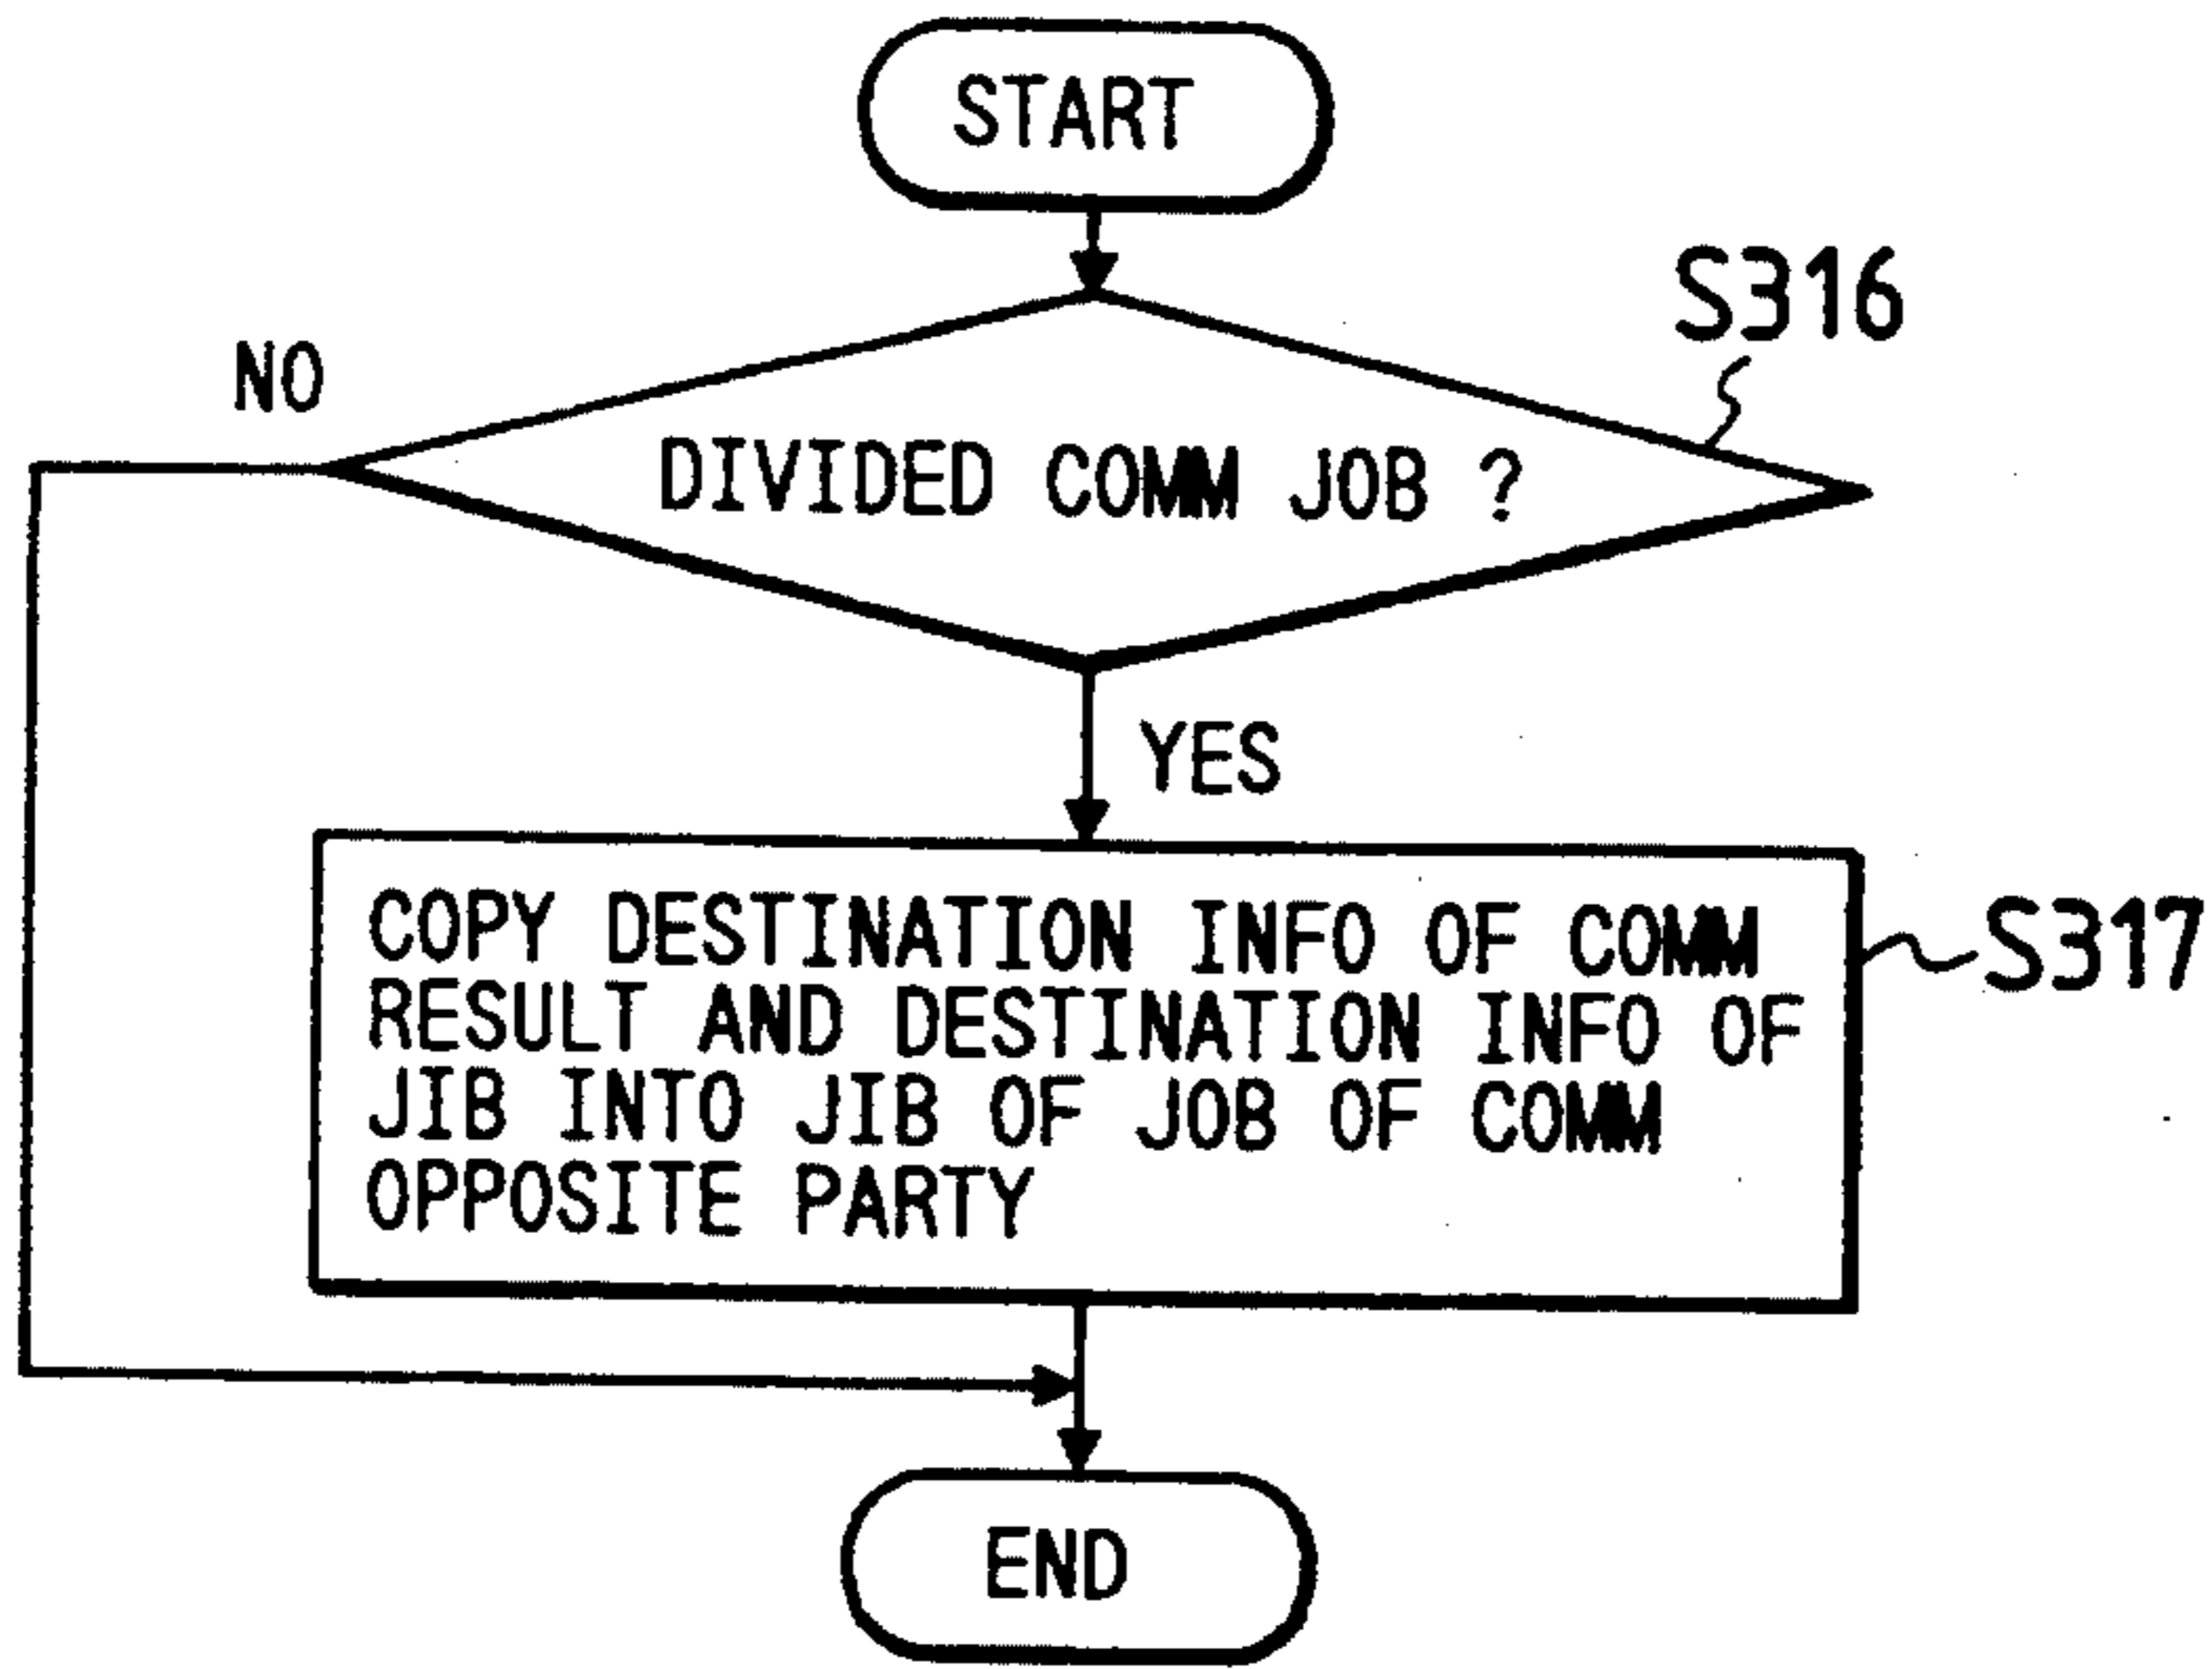 START
S316
NO
DIVIDED COMM JOB ?
YES
COPY DESTINATION INFO OF COMM
RESULT AND DESTINATION INFO OF
JIB INTO JIB OF JOB OF COMM
OPPOSITE PARTY
S317
END